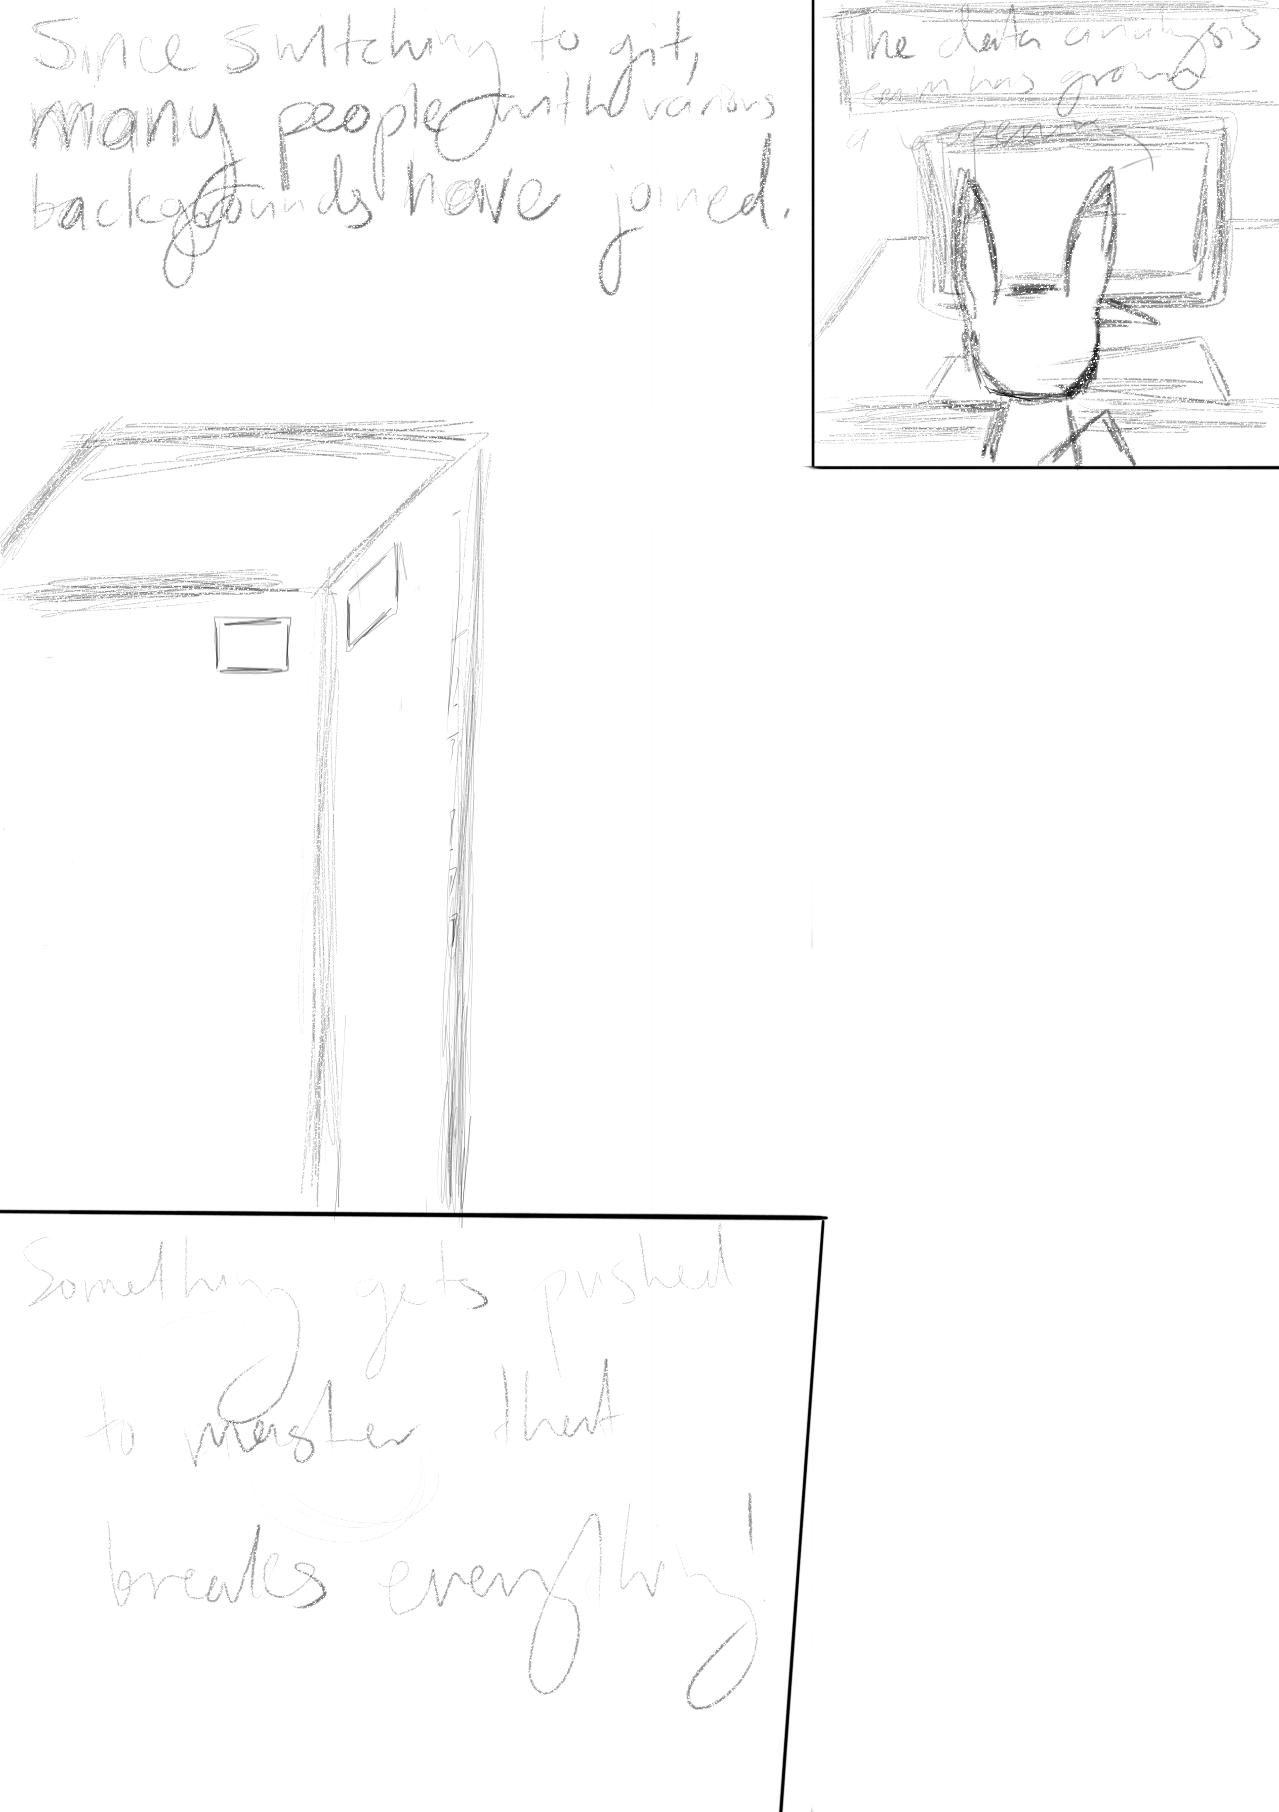 Since switching to git,
many people with various
backgrounds have joined.
The data analysis
team has grown
a
Something gets pushed
to master that
breaks everything!